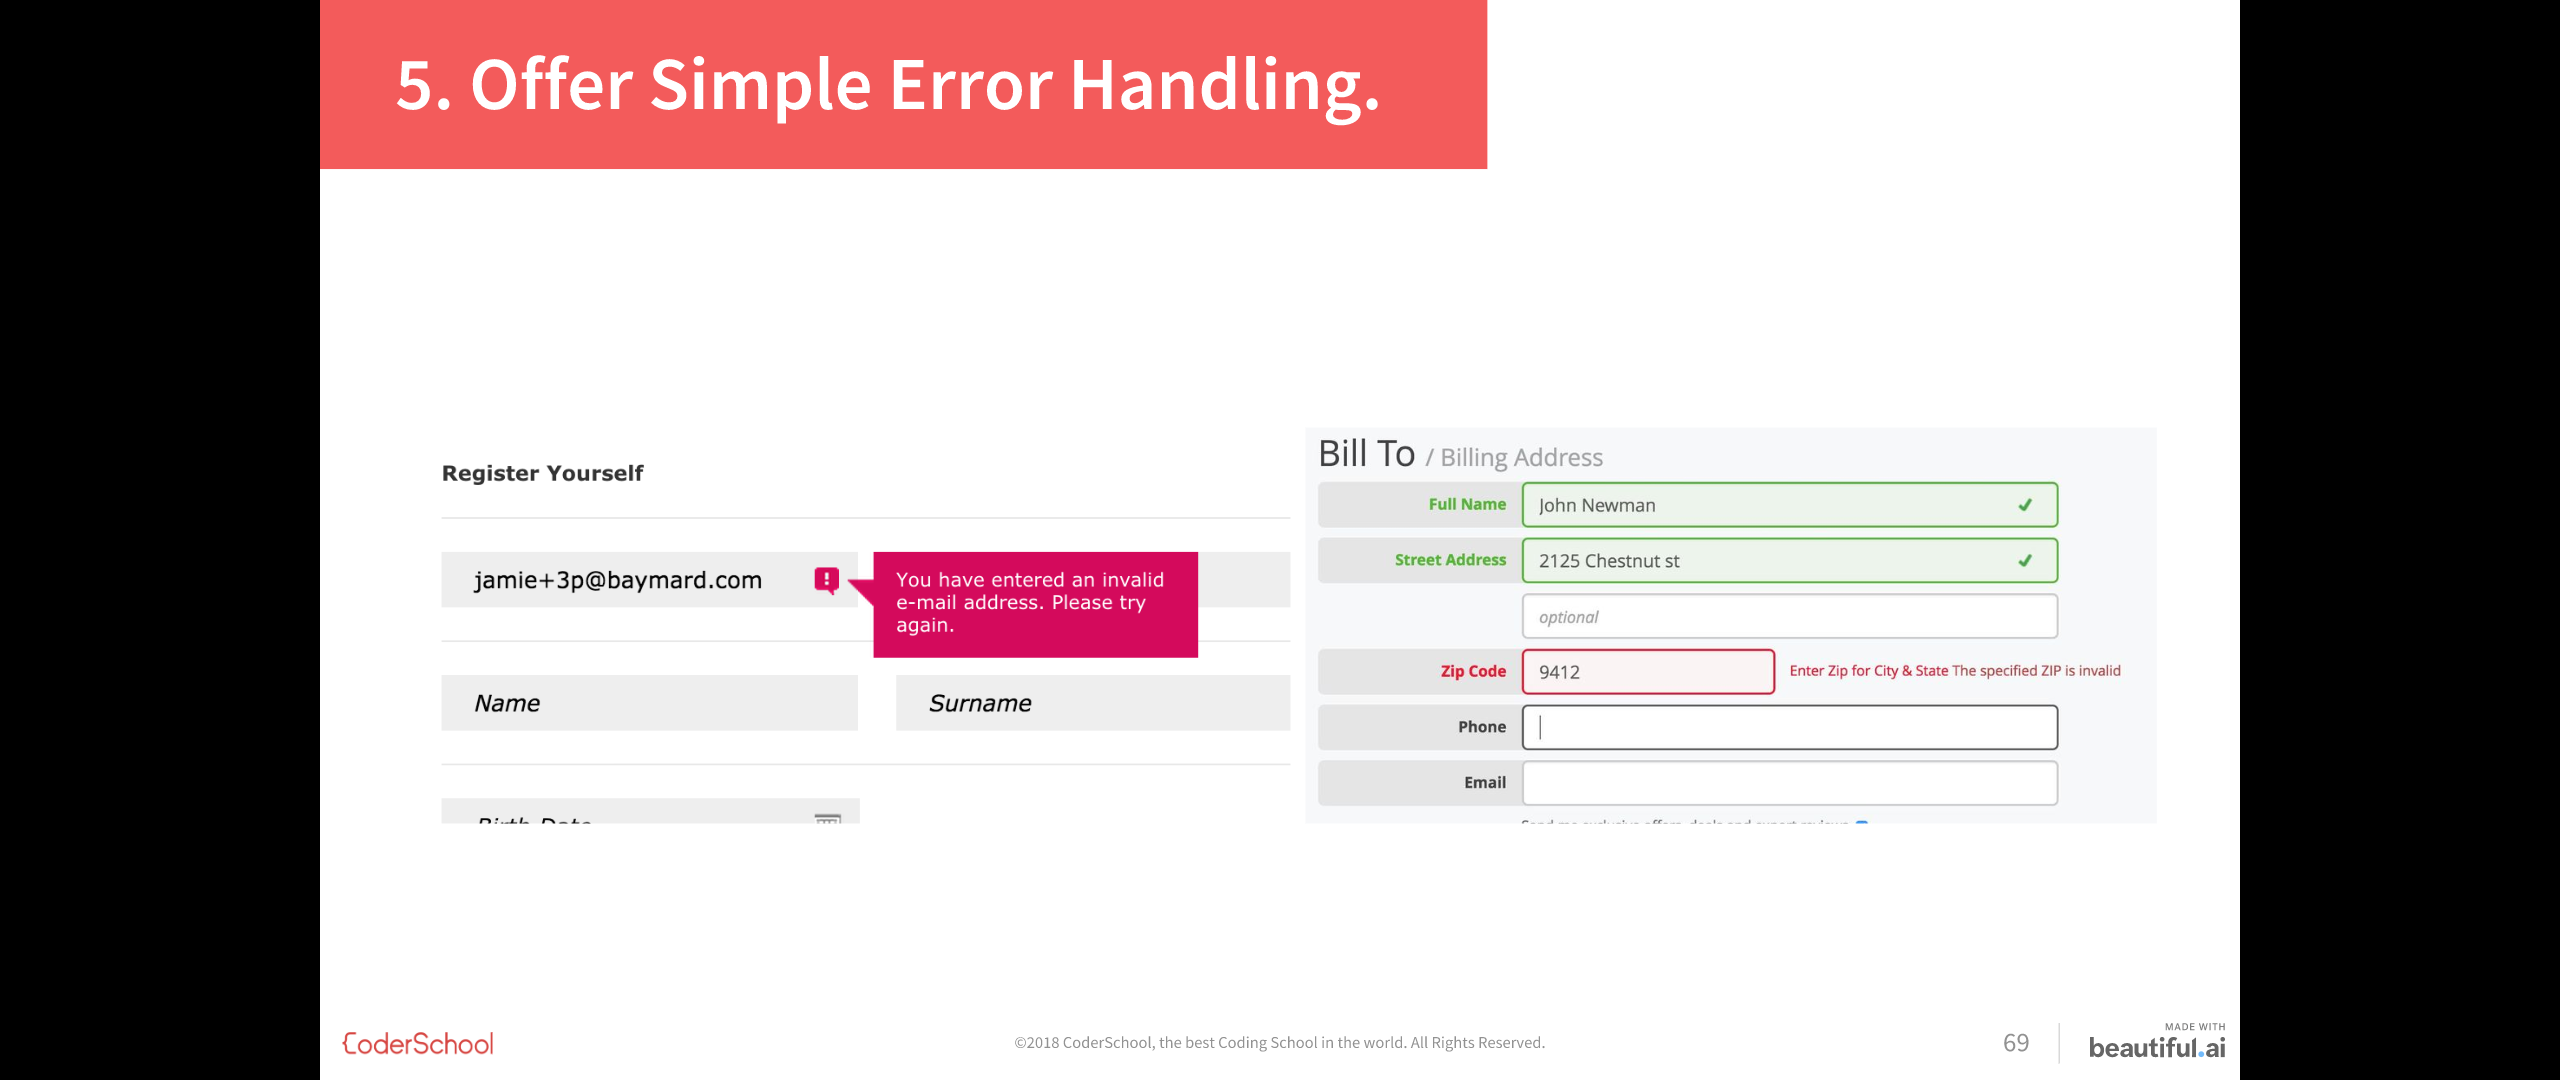 5. Offer Simple Error Handling.
Register Yourself
jamie+3p@baymard.com
You have entered an invalid
e-mail address. Please try
again.
Name
Surname
Birth Date
Bill To / Billing Address
Full Name
John Newman
Street Address
2125 Chestnut st
optional
Zip Code
9412
Enter Zip for City & State The specified ZIP is invalid
Phone
Email
{CoderSchool
©2018 CoderSchool, the best Coding School in the world. All Rights Reserved.
69
MADE WITH
beautiful.ai